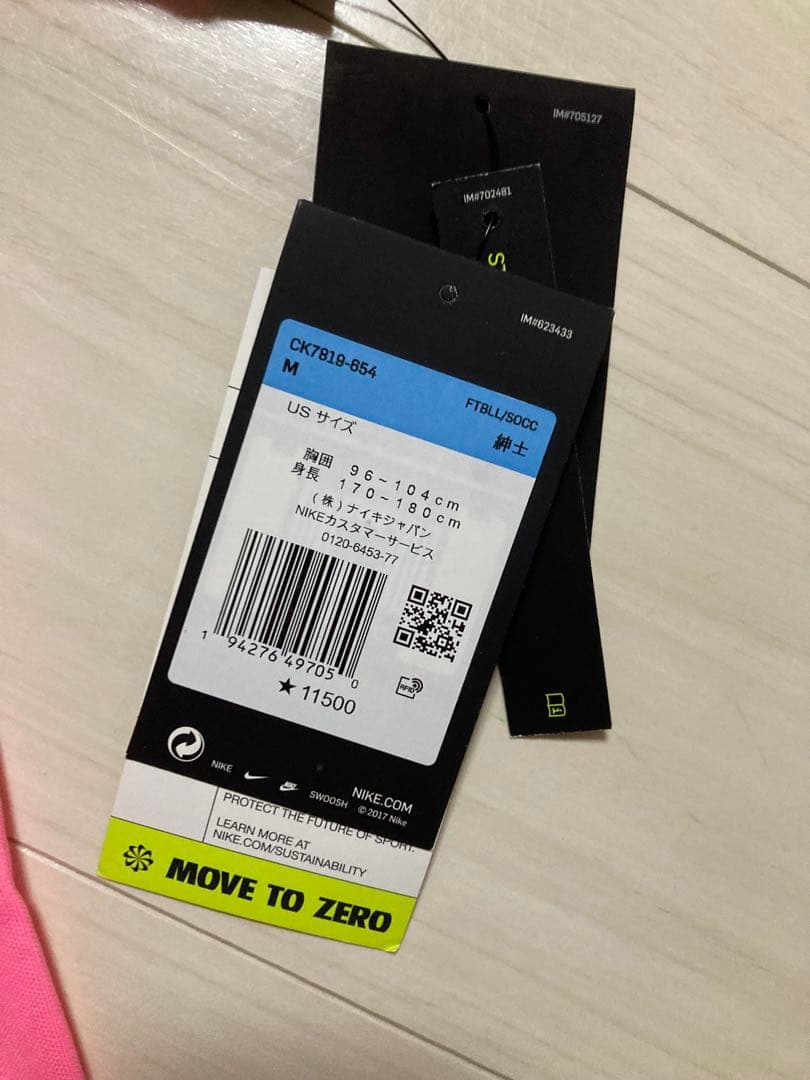 IM#705127
IM#702481
IM#623433
CK7819-654
M
FTBLL/SOCC
US サイズ
紳士
胸囲 96~104cm
身長 170~180cm
(株)ナイキジャパン
NIKEカスタマーサービス
0120-6453-77
1 94276 49705 0
★11500
RFID
NIKE
SWOOSH
NIKE.COM
© 2017 Nike
PROTECT THE FUTURE OF SPORT.
LEARN MORE AT
NIKE.COM/SUSTAINABILITY
MOVE TO ZERO